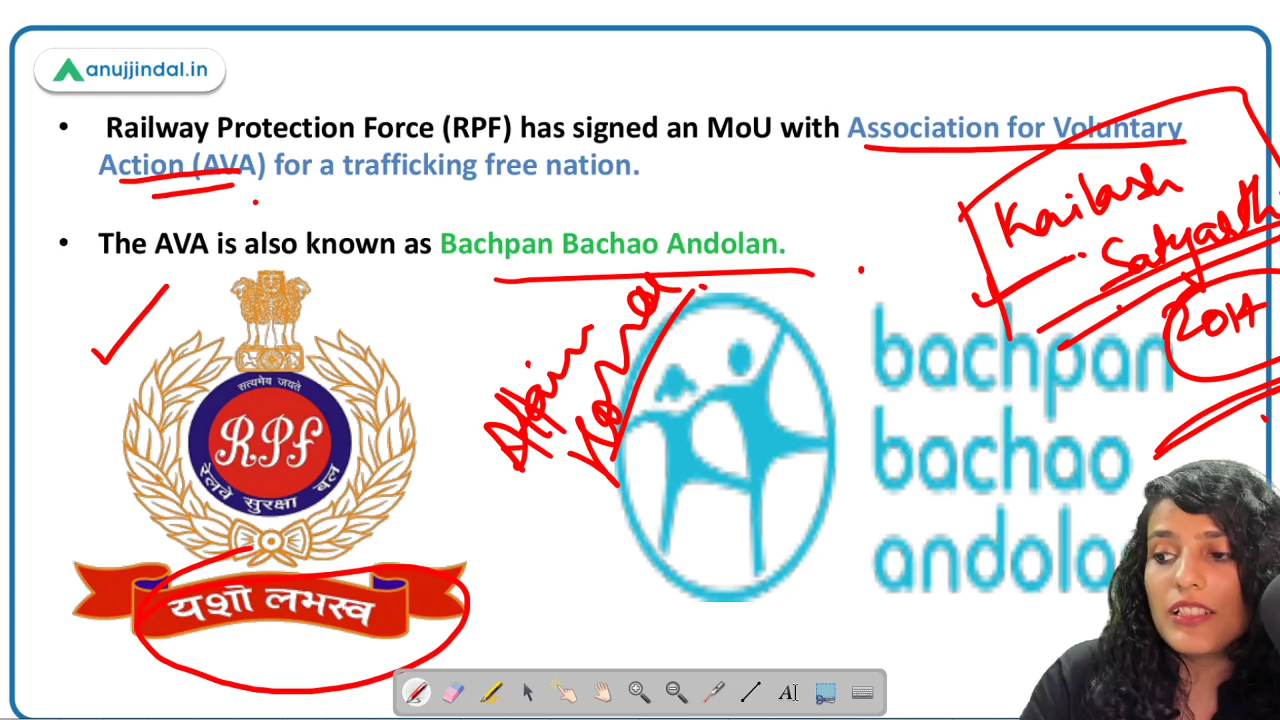 anujjindal.in
• Railway Protection Force (RPF) has signed an MoU with Association for Voluntary
Action (AVA) for a trafficking free nation.
• The AVA is also known as Bachpan Bachao Andolan.
Kailash
Satyarthi
2014
सत्यमेव जयते
RPF
रेलवे सुरक्षा बल
यशो लभस्व
bachpan
bachao
andolan
AI